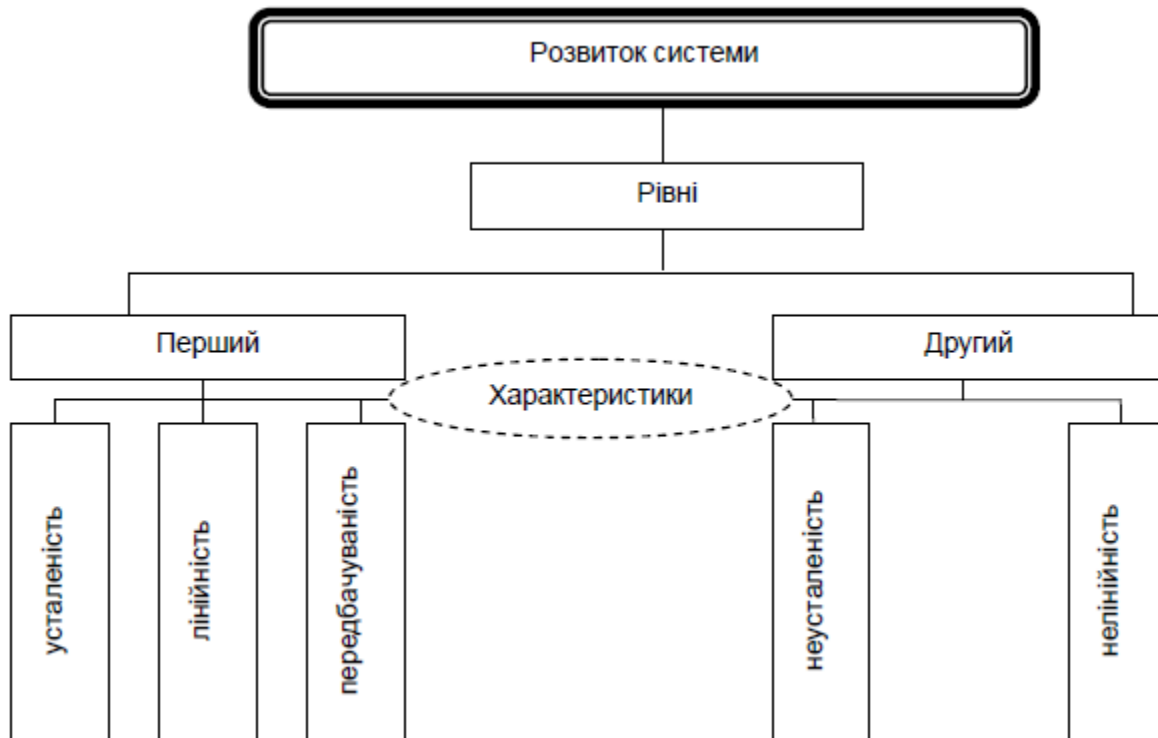 Розвиток системи
Рівні
Перший
Другий
Характеристики
усталеність
лінійність
передбачуваність
неусталеність
нелінійність